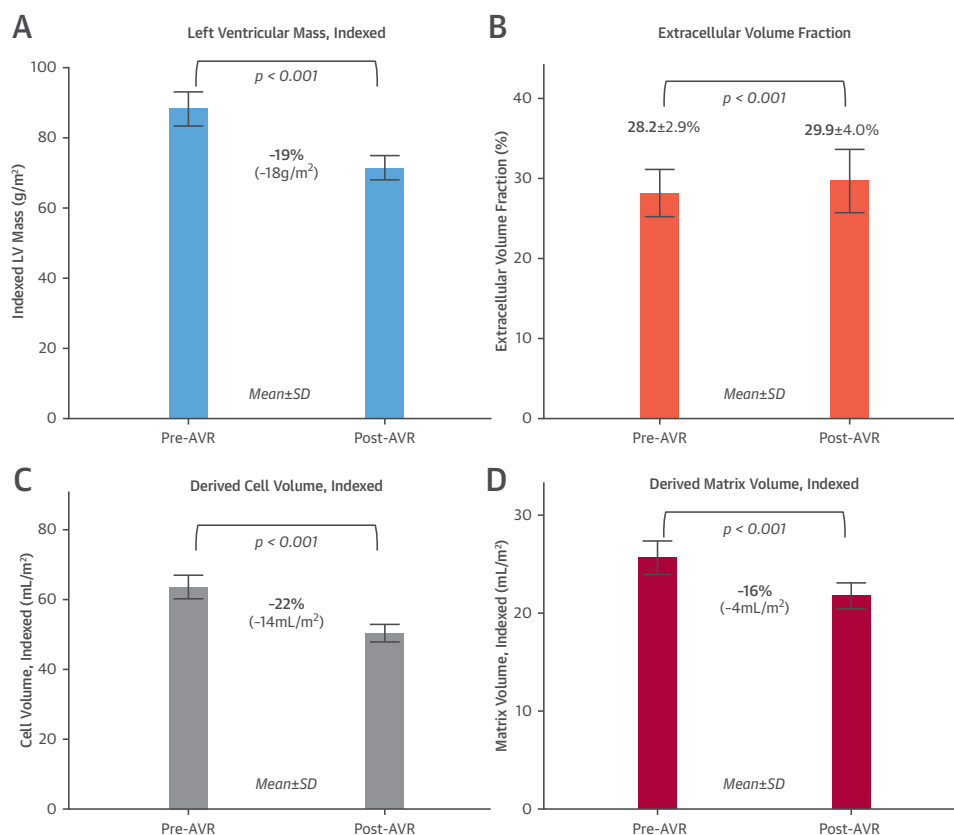 A
Left Ventricular Mass, Indexed
p < 0.001
–19%
(–18g/m²)
Indexed LV Mass (g/m²)
100
80
60
40
20
0
Mean±SD
Pre-AVR
Post-AVR
B
Extracellular Volume Fraction
p < 0.001
28.2±2.9%
29.9±4.0%
Extracellular Volume Fraction (%)
40
30
20
10
0
Mean±SD
Pre-AVR
Post-AVR
C
Derived Cell Volume, Indexed
p < 0.001
–22%
(–14mL/m²)
Cell Volume, Indexed (mL/m²)
80
60
40
20
0
Mean±SD
Pre-AVR
Post-AVR
D
Derived Matrix Volume, Indexed
p < 0.001
–16%
(–4mL/m²)
Matrix Volume, Indexed (mL/m²)
30
20
10
0
Mean±SD
Pre-AVR
Post-AVR